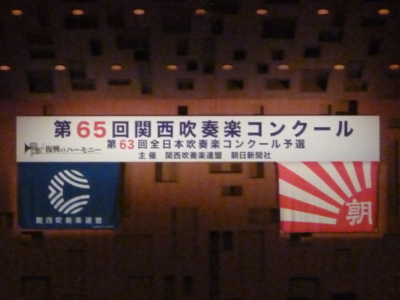 第65回関西吹奏楽コンクール
復興のハーモニー
第63回全日本吹奏楽コンクール予選
主催 関西吹奏楽連盟 朝日新聞社
関西吹奏楽連盟
朝